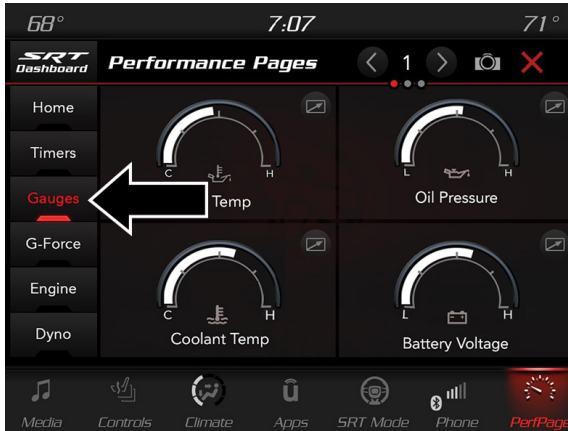 68°
7:07
71°
SRT
Dashboard
Performance Pages
1
Home
Timers
Gauges
G-Force
Engine
Dyno
C
H
Temp
L
H
Oil Pressure
C
H
Coolant Temp
L
H
Battery Voltage
Media
Controls
Climate
ū
Apps
SRT Mode
Phone
PerfPage